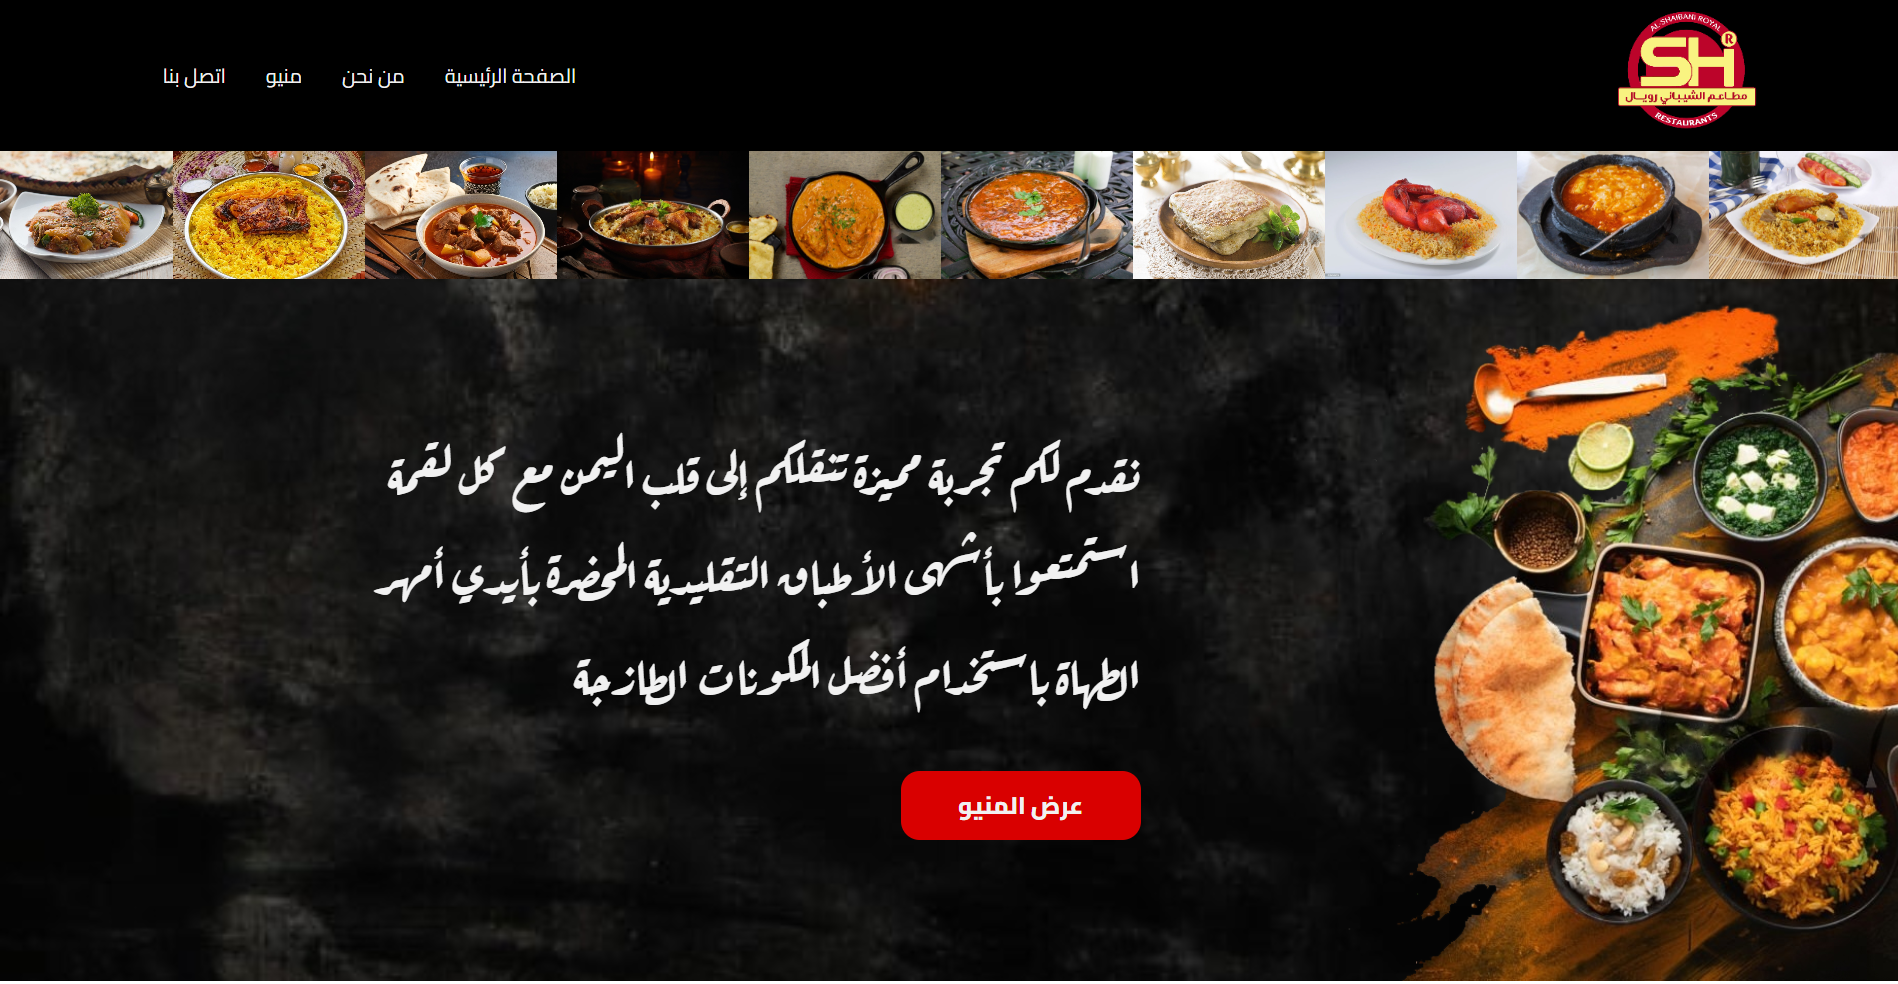 AL SHAIBANI ROYAL
SH®
مطاعم الشيباني رويال
RESTAURANTS
الصفحة الرئيسية
من نحن
منيو
اتصل بنا
نقدم لكم تجربة مميزة تنقلكم إلى قلب اليمن مع كل لقمة
استمتعوا بأشهى الأطباق التقليدية المحضرة بأيدي أمهر
الطهاة باستخدام أفضل المكونات الطازجة
عرض المنيو